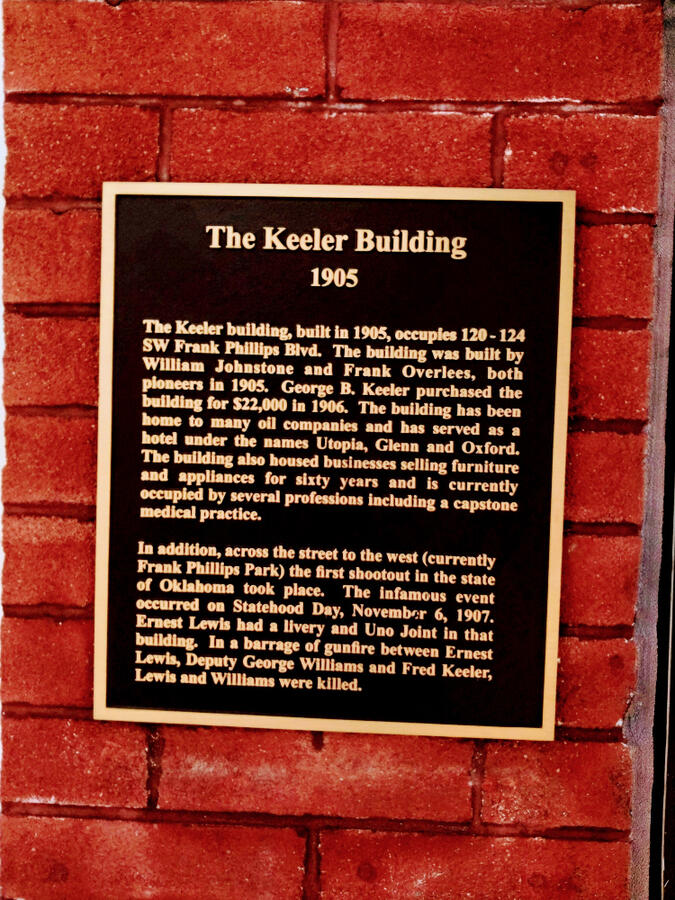 The Keeler Building
1905
The Keeler building, built in 1905, occupies 120 - 124
SW Frank Phillips Blvd. The building was built by
William Johnstone and Frank Overlees, both
pioneers in 1905. George B. Keeler purchased the
building for $22,000 in 1906. The building has been
home to many oil companies and has served as a
hotel under the names Utopia, Glenn and Oxford.
The building also housed businesses selling furniture
and appliances for sixty years and is currently
occupied by several professions including a capstone
medical practice.
In addition, across the street to the west (currently
Frank Phillips Park) the first shootout in the state
of Oklahoma took place. The infamous event
occurred on Statehood Day, November 6, 1907.
Ernest Lewis had a livery and Uno Joint in that
building. In a barrage of gunfire between Ernest
Lewis, Deputy George Williams and Fred Keeler,
Lewis and Williams were killed.